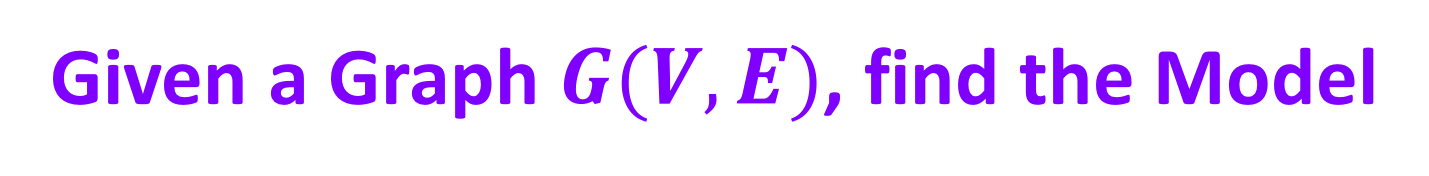 Given a Graph G(V, E), find the Model